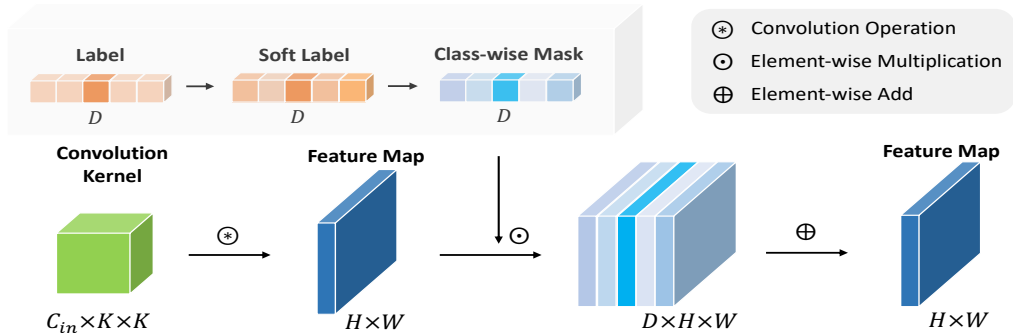 Label
Soft Label
Class-wise Mask
D
D
D
⊛ Convolution Operation
⊙ Element-wise Multiplication
⊕ Element-wise Add
Convolution
Kernel
Feature Map
Feature Map
⊛
⊙
⊕
C_in×K×K
H×W
D×H×W
H×W